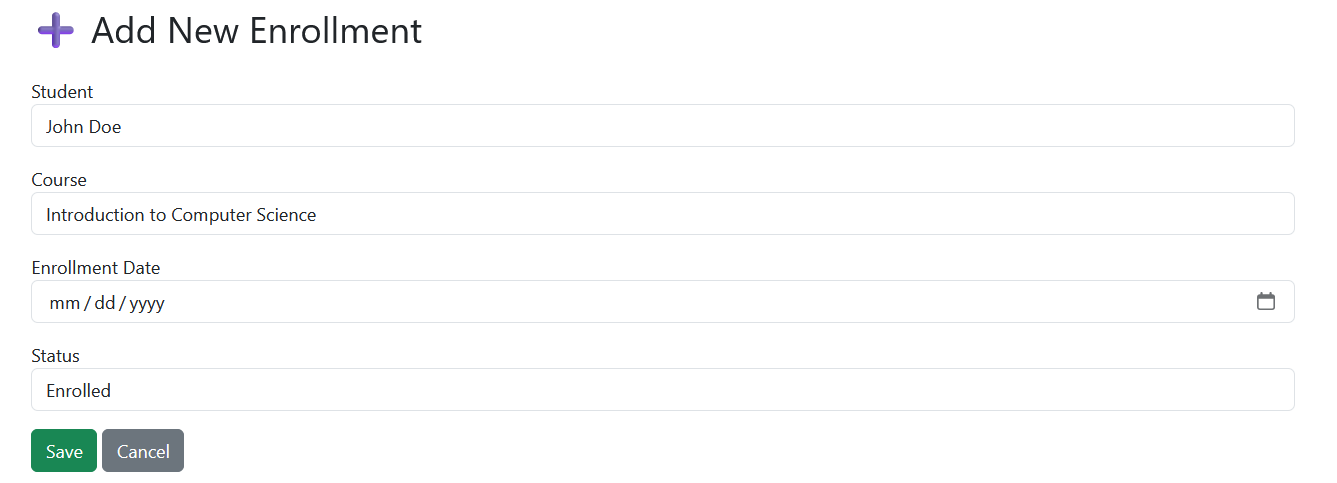 Add New Enrollment
Student
John Doe
Course
Introduction to Computer Science
Enrollment Date
mm / dd / yyyy
Status
Enrolled
Save Cancel